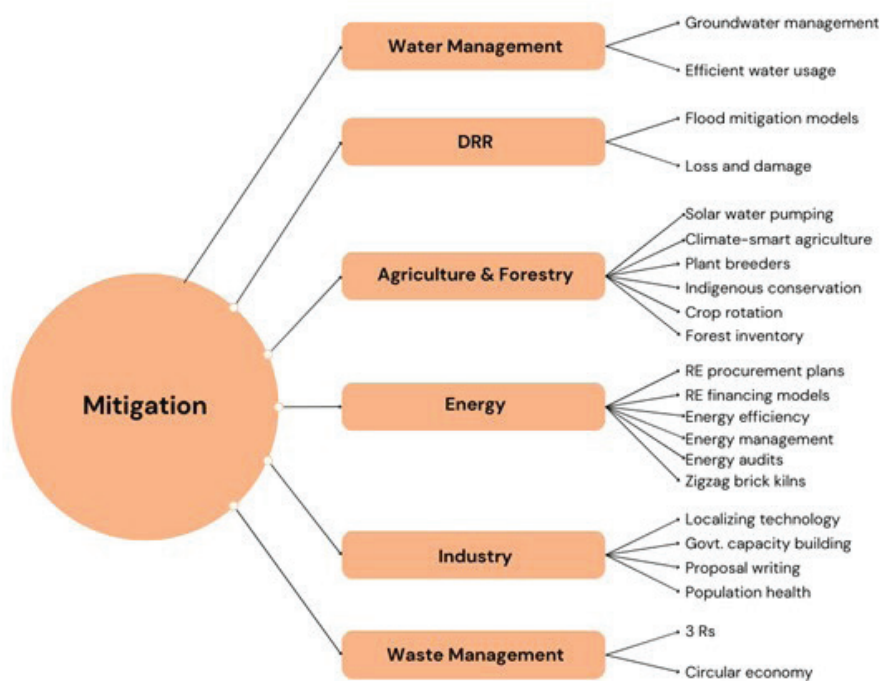 Mitigation
Water Management
Groundwater management
Efficient water usage
DRR
Flood mitigation models
Loss and damage
Agriculture & Forestry
Solar water pumping
Climate-smart agriculture
Plant breeders
Indigenous conservation
Crop rotation
Forest inventory
Energy
RE procurement plans
RE financing models
Energy efficiency
Energy management
Energy audits
Zigzag brick kilns
Industry
Localizing technology
Govt. capacity building
Proposal writing
Population health
Waste Management
3 Rs
Circular economy